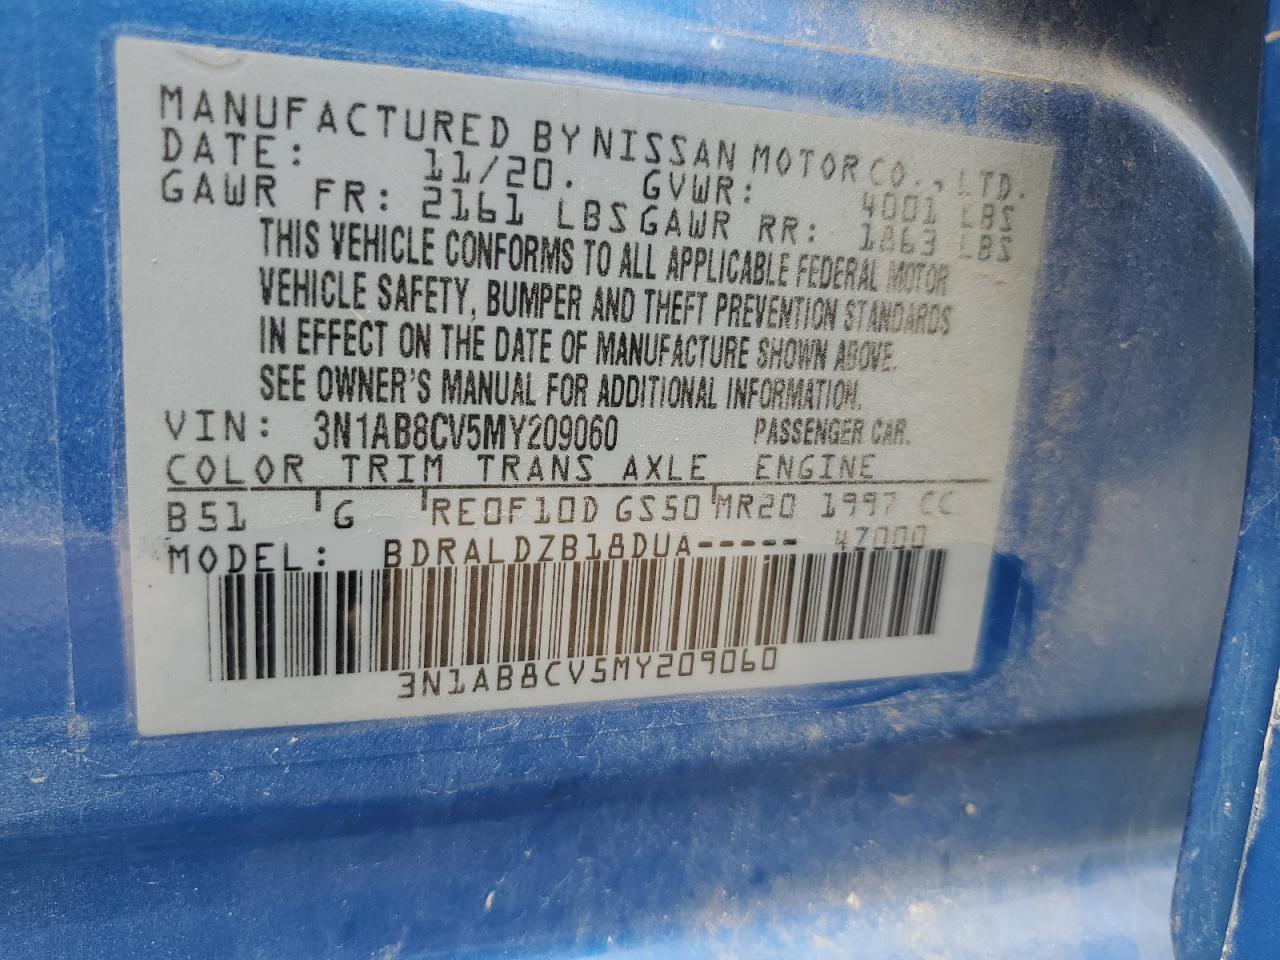 MANUFACTURED BY NISSAN MOTOR CO., LTD.
DATE: 11/20. GVWR: 4001 LBS
GAWR FR: 2161 LBS GAWR RR: 1863 LBS
THIS VEHICLE CONFORMS TO ALL APPLICABLE FEDERAL MOTOR
VEHICLE SAFETY, BUMPER AND THEFT PREVENTION STANDARDS
IN EFFECT ON THE DATE OF MANUFACTURE SHOWN ABOVE.
SEE OWNER'S MANUAL FOR ADDITIONAL INFORMATION.
VIN: 3N1AB8CV5MY209060 PASSENGER CAR.
COLOR TRIM TRANS AXLE ENGINE
B51 G RE0F10D GS50 MR20 1997 CC
MODEL: BDRALDZB18DUA----- 4Z000
3N1AB8CV5MY209060